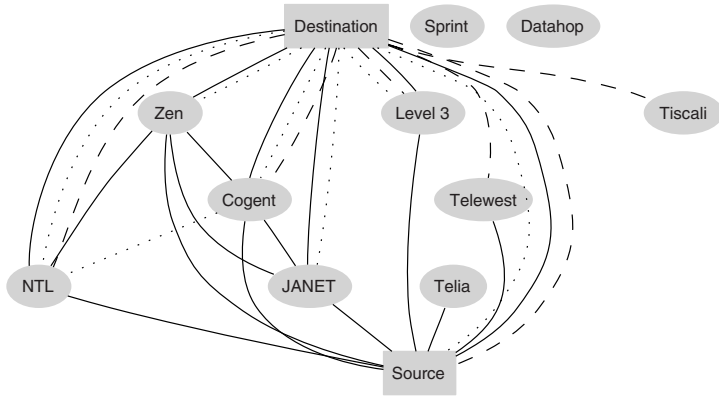 Destination
Sprint
Datahop
Zen
Level 3
Tiscali
Cogent
Telewest
NTL
JANET
Telia
Source